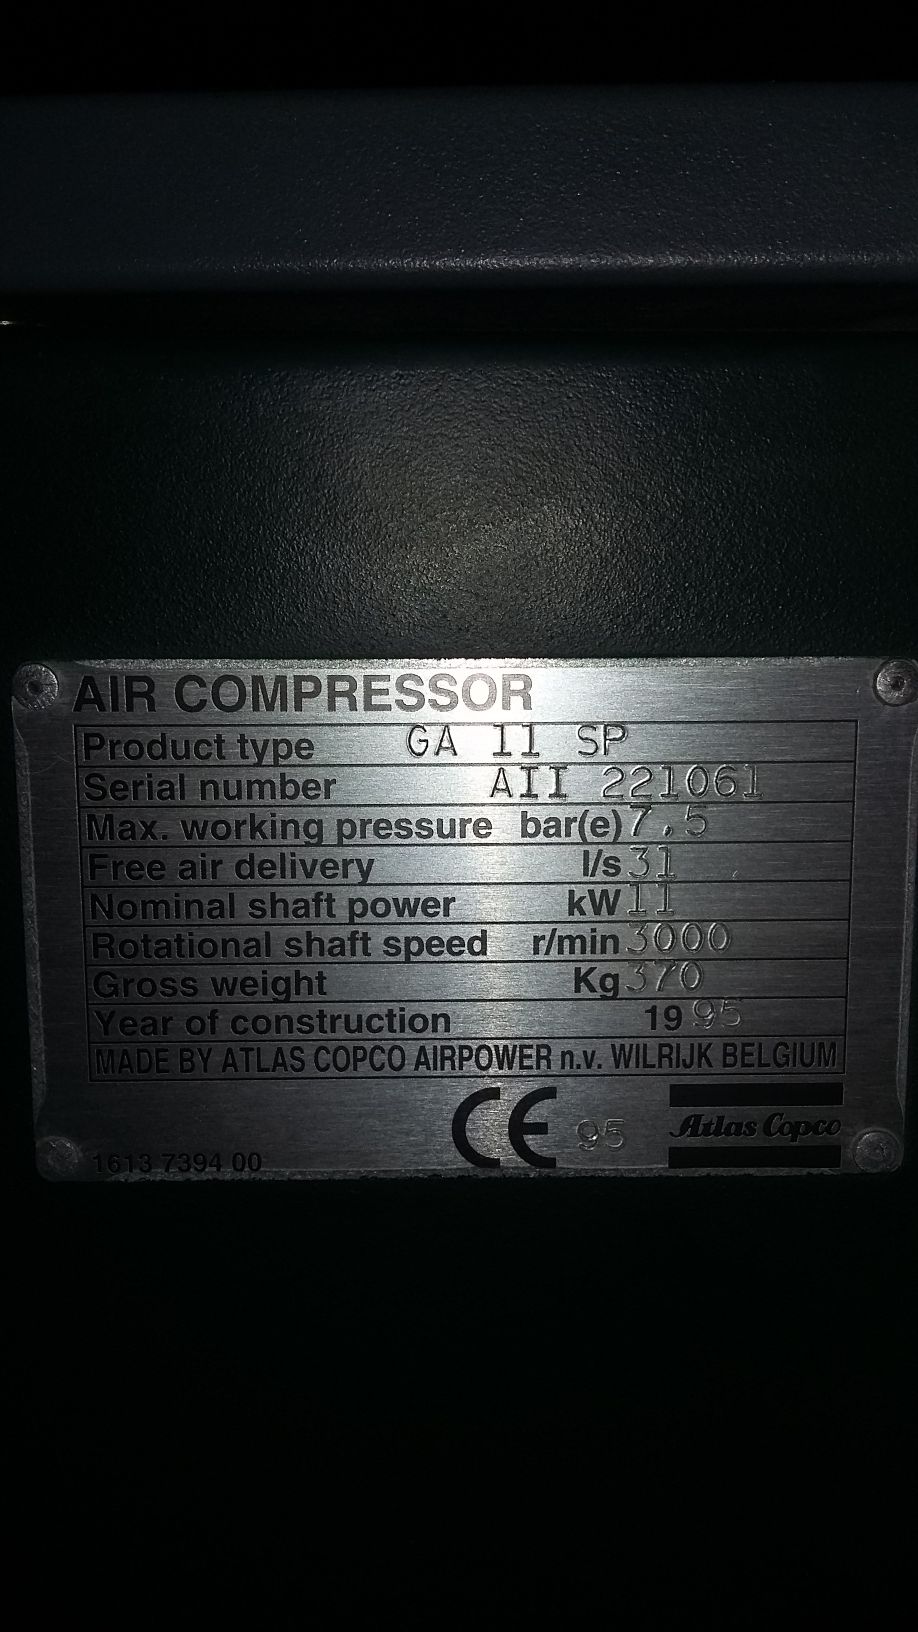 AIR COMPRESSOR
Product type GA 11 SP
Serial number AII 221061
Max. working pressure bar(e) 7.5
Free air delivery l/s 31
Nominal shaft power kW 11
Rotational shaft speed r/min 3000
Gross weight Kg 370
Year of construction 19 95
MADE BY ATLAS COPCO AIRPOWER n.v. WILRIJK BELGIUM
CE 95 Atlas Copco
1613 7394 00